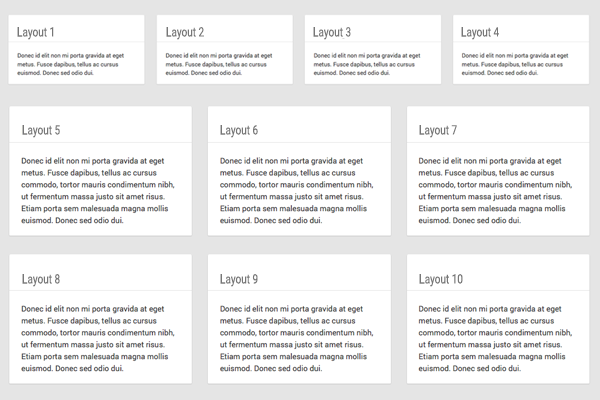 Layout 1
Donec id elit non mi porta gravida at eget
metus. Fusce dapibus, tellus ac cursus
euismod. Donec sed odio dui.
Layout 2
Donec id elit non mi porta gravida at eget
metus. Fusce dapibus, tellus ac cursus
euismod. Donec sed odio dui.
Layout 3
Donec id elit non mi porta gravida at eget
metus. Fusce dapibus, tellus ac cursus
euismod. Donec sed odio dui.
Layout 4
Donec id elit non mi porta gravida at eget
metus. Fusce dapibus, tellus ac cursus
euismod. Donec sed odio dui.
Layout 5
Donec id elit non mi porta gravida at eget
metus. Fusce dapibus, tellus ac cursus
commodo, tortor mauris condimentum nibh,
ut fermentum massa justo sit amet risus.
Etiam porta sem malesuada magna mollis
euismod. Donec sed odio dui.
Layout 6
Donec id elit non mi porta gravida at eget
metus. Fusce dapibus, tellus ac cursus
commodo, tortor mauris condimentum nibh,
ut fermentum massa justo sit amet risus.
Etiam porta sem malesuada magna mollis
euismod. Donec sed odio dui.
Layout 7
Donec id elit non mi porta gravida at eget
metus. Fusce dapibus, tellus ac cursus
commodo, tortor mauris condimentum nibh,
ut fermentum massa justo sit amet risus.
Etiam porta sem malesuada magna mollis
euismod. Donec sed odio dui.
Layout 8
Donec id elit non mi porta gravida at eget
metus. Fusce dapibus, tellus ac cursus
commodo, tortor mauris condimentum nibh,
ut fermentum massa justo sit amet risus.
Etiam porta sem malesuada magna mollis
euismod. Donec sed odio dui.
Layout 9
Donec id elit non mi porta gravida at eget
metus. Fusce dapibus, tellus ac cursus
commodo, tortor mauris condimentum nibh,
ut fermentum massa justo sit amet risus.
Etiam porta sem malesuada magna mollis
euismod. Donec sed odio dui.
Layout 10
Donec id elit non mi porta gravida at eget
metus. Fusce dapibus, tellus ac cursus
commodo, tortor mauris condimentum nibh,
ut fermentum massa justo sit amet risus.
Etiam porta sem malesuada magna mollis
euismod. Donec sed odio dui.